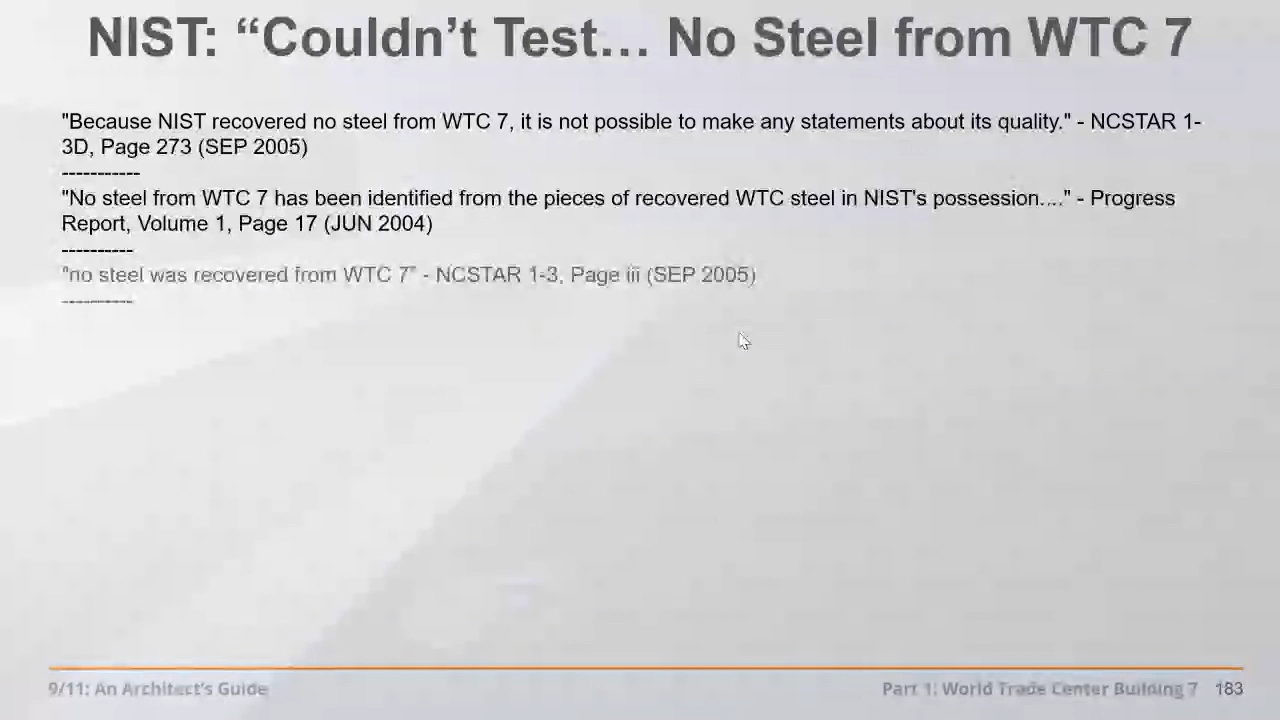 NIST: “Couldn’t Test… No Steel from WTC 7
"Because NIST recovered no steel from WTC 7, it is not possible to make any statements about its quality." - NCSTAR 1-
3D, Page 273 (SEP 2005)
-----------
"No steel from WTC 7 has been identified from the pieces of recovered WTC steel in NIST's possession...." - Progress
Report, Volume 1, Page 17 (JUN 2004)
----------
"no steel was recovered from WTC 7" - NCSTAR 1-3, Page iii (SEP 2005)
----------
9/11: An Architect's Guide
Part 1: World Trade Center Building 7 183